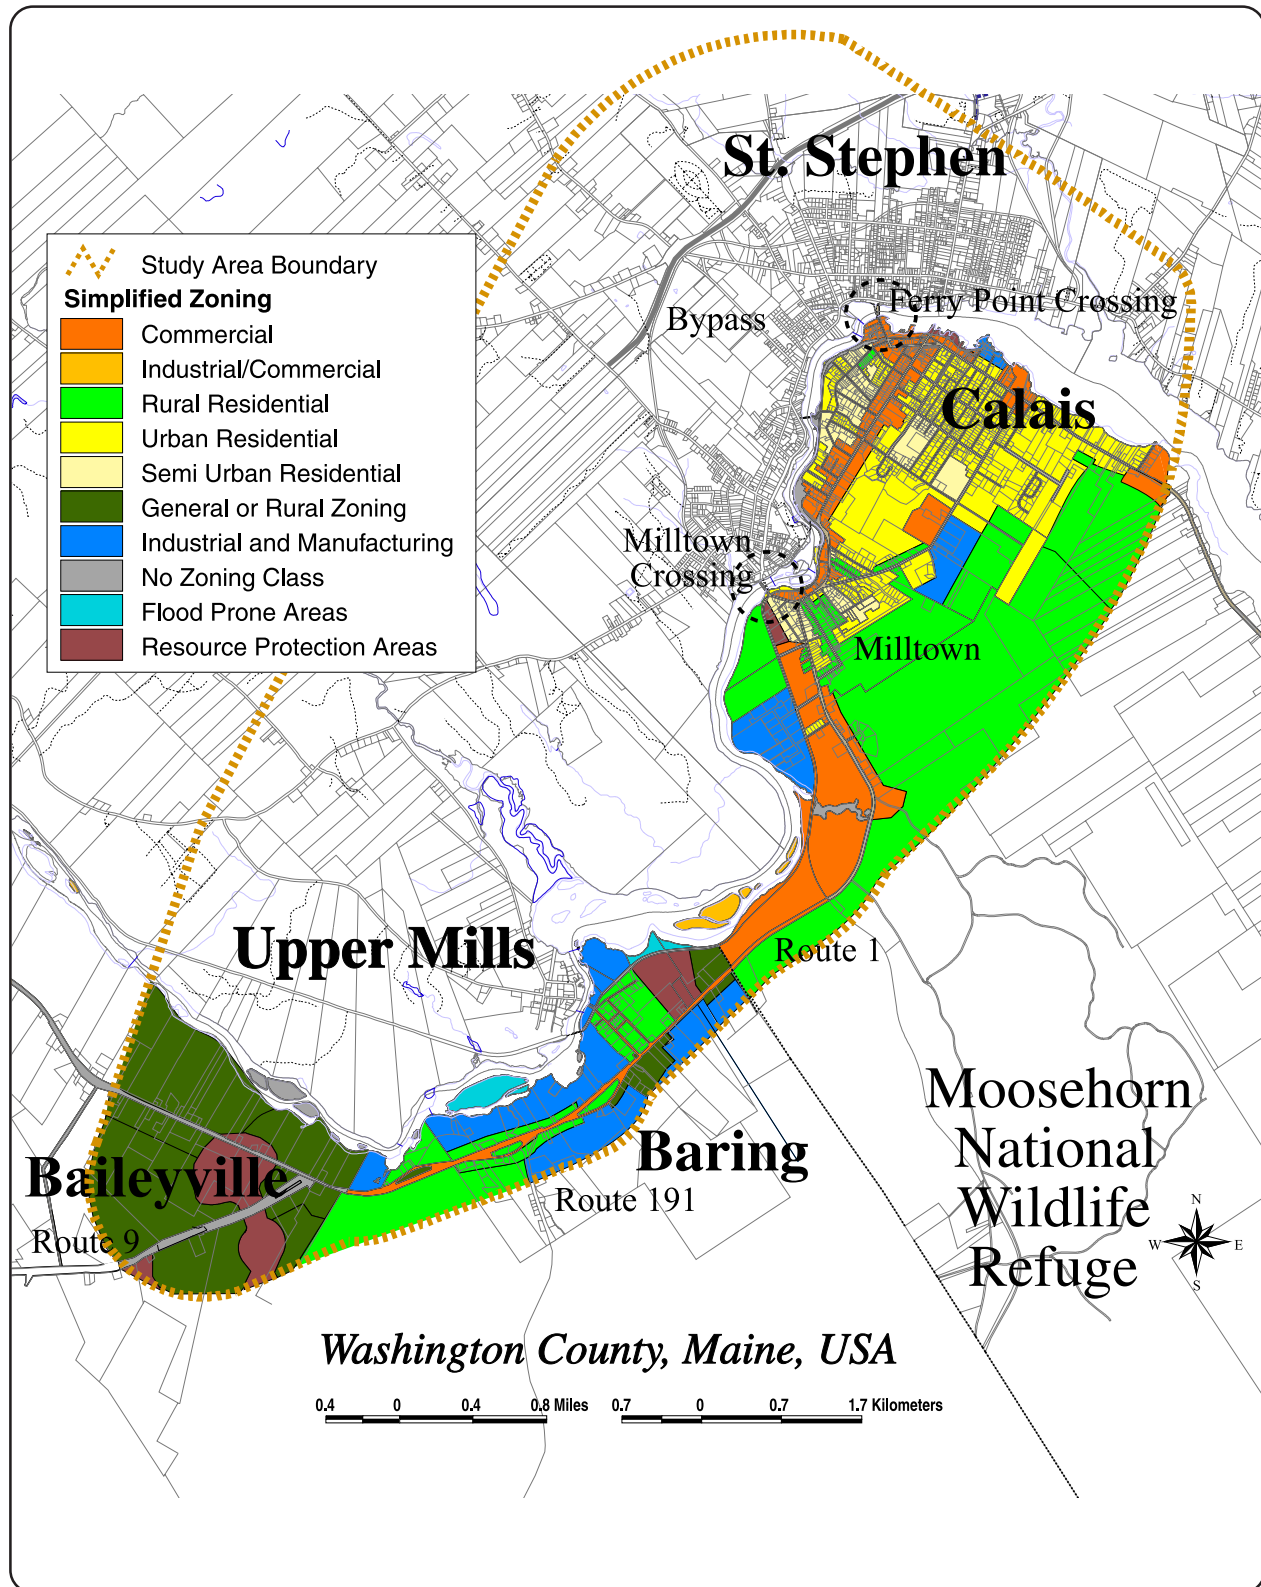 St. Stephen
Study Area Boundary
Simplified Zoning
Commercial
Industrial/Commercial
Rural Residential
Urban Residential
Semi Urban Residential
General or Rural Zoning
Industrial and Manufacturing
No Zoning Class
Flood Prone Areas
Resource Protection Areas
Ferry Point Crossing
Bypass
Calais
Milltown
Crossing
Milltown
Upper Mills
Route 1
Moosehorn
National
Wildlife
Refuge
Baring
Baileyville
Route 191
Route 9
N
W
E
S
Washington County, Maine, USA
0.4 0 0.4 0.8 Miles
0.7 0 0.7 1.7 Kilometers